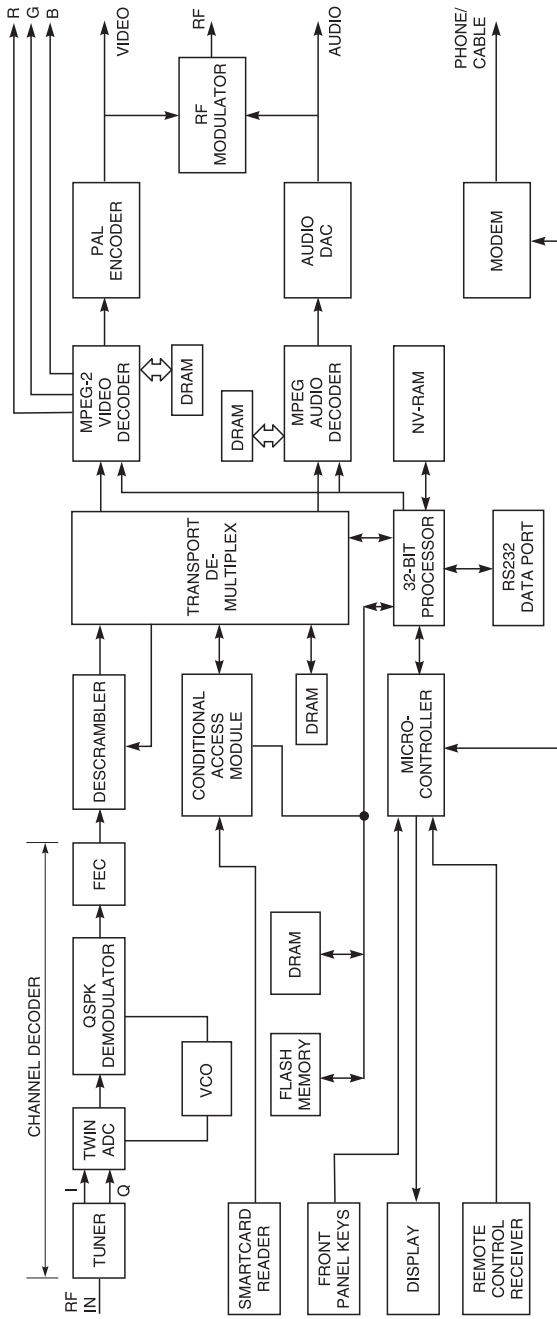 R
G
B
VIDEO
RF
AUDIO
PHONE/
CABLE
PAL
ENCODER
RF
MODULATOR
AUDIO
DAC
MODEM
MPEG-2
VIDEO
DECODER
DRAM
DRAM
MPEG
AUDIO
DECODER
NV-RAM
TRANSPORT
DE-
MULTIPLEX
32-BIT
PROCESSOR
RS232
DATA PORT
DESCRAMBLER
CONDITIONAL
ACCESS
MODULE
DRAM
MICRO-
CONTROLLER
CHANNEL DECODER
FEC
QSPK
DEMODULATOR
VCO
TWIN
ADC
I
Q
TUNER
RF
IN
DRAM
FLASH
MEMORY
SMARTCARD
READER
FRONT
PANEL KEYS
DISPLAY
REMOTE
CONTROL
RECEIVER